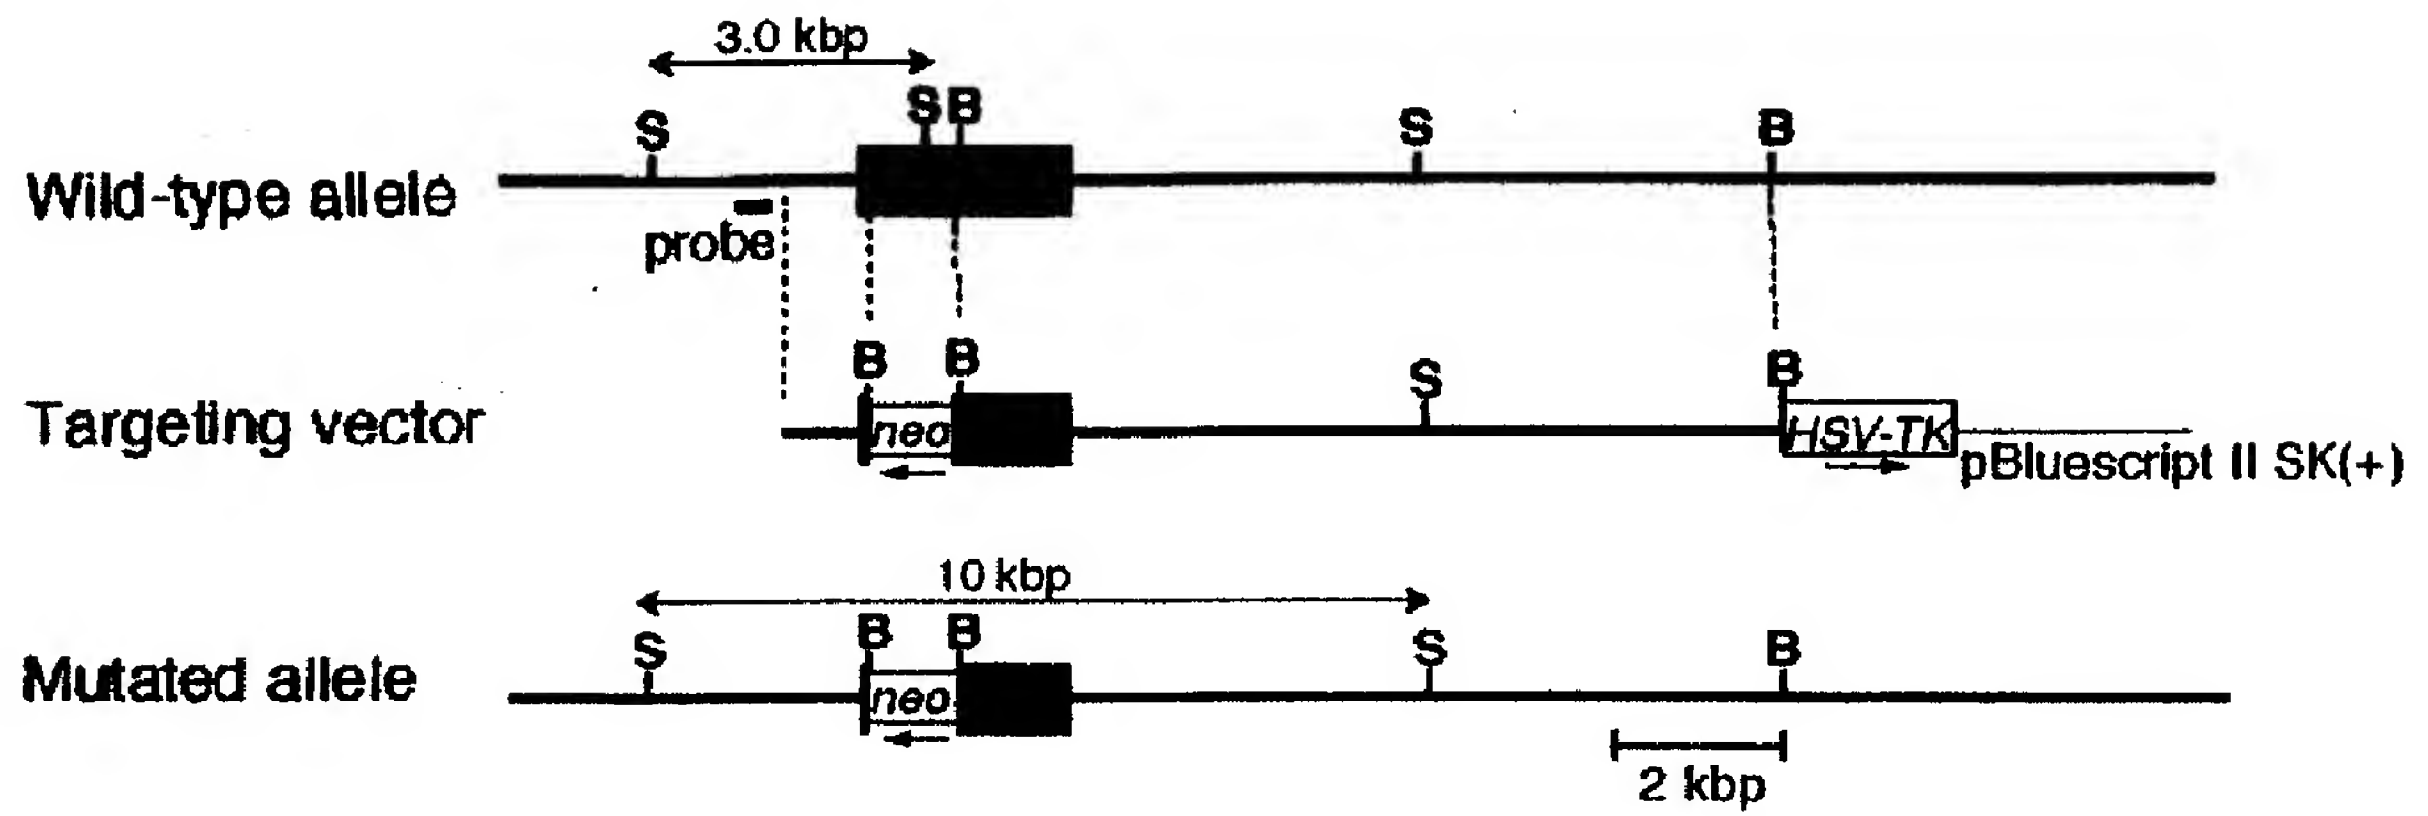 3.0 kbp
S B
S S B
Wild-type allele
probe
B B S B
Targeting vector
neo HSV-TK
pBluescript II SK(+)
10 kbp
B B
S S B
Mutated allele
neo
2 kbp